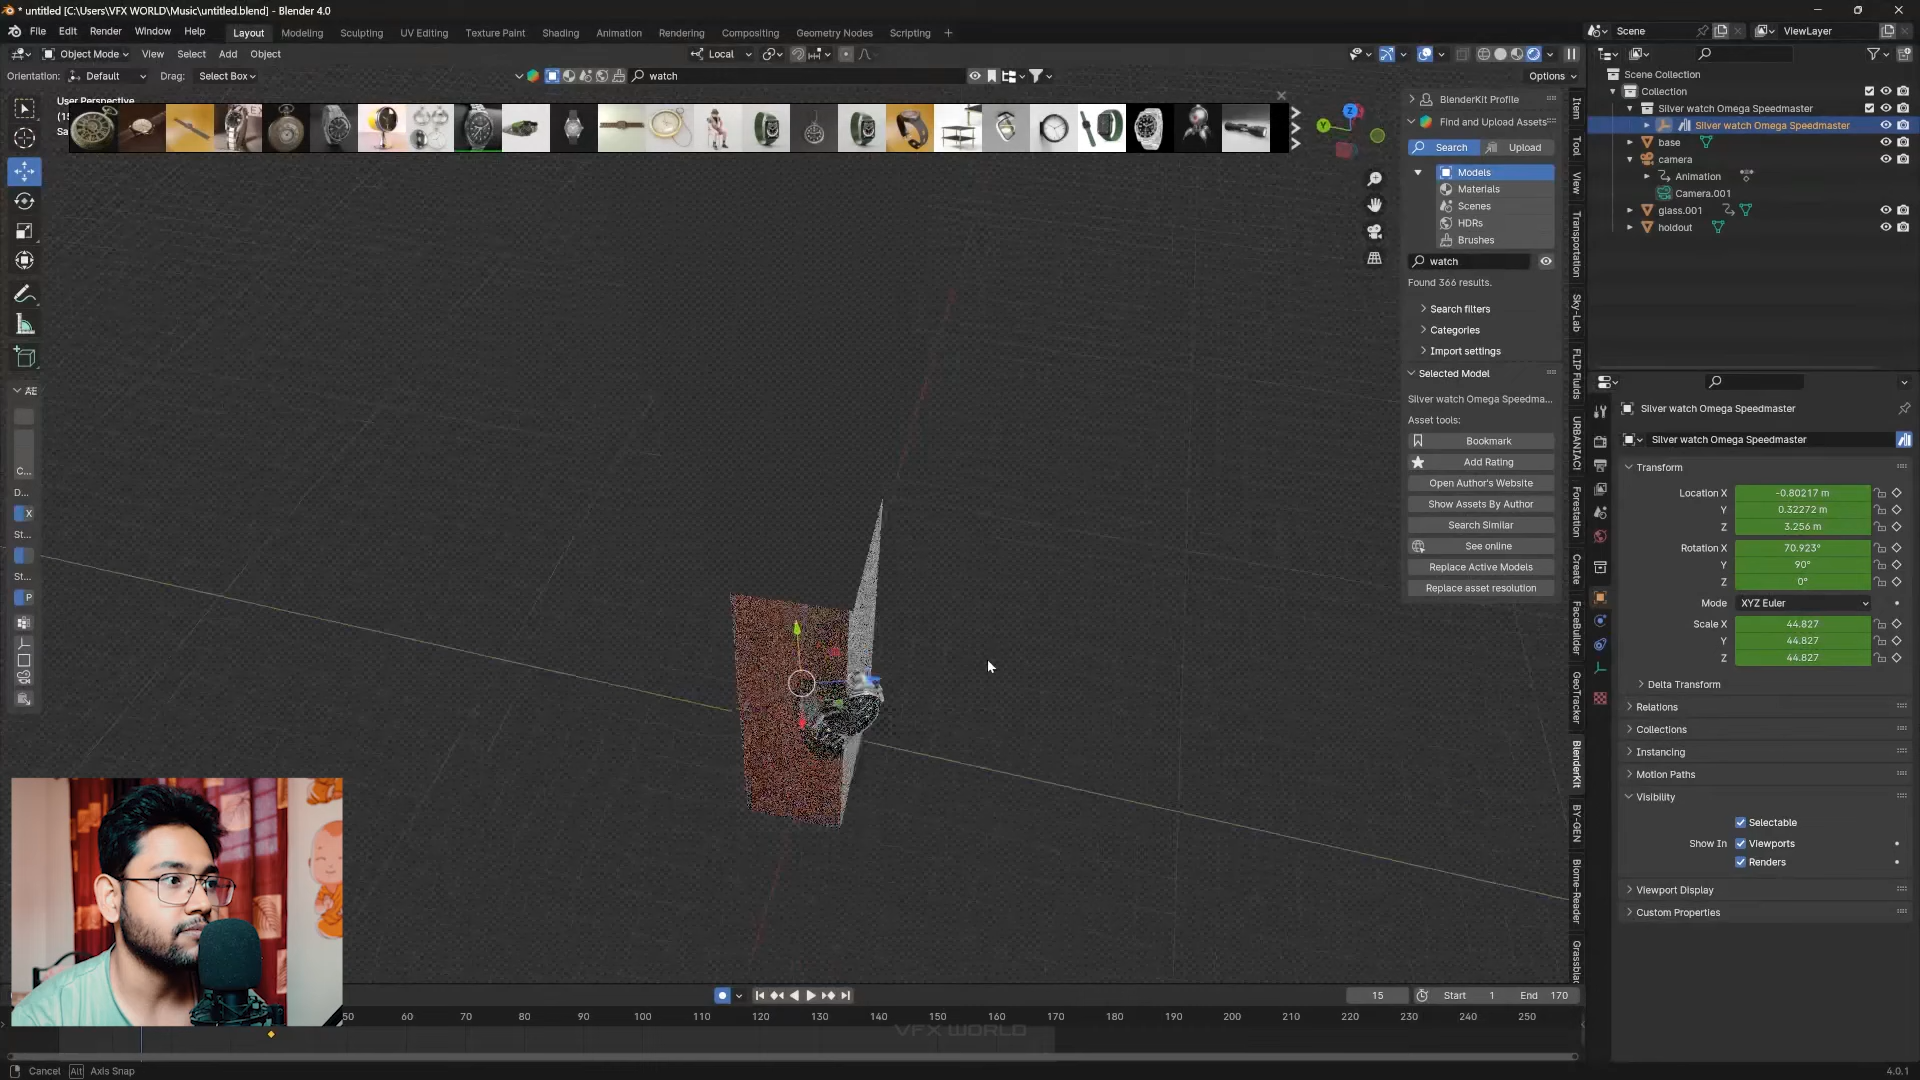 * untitled [C:\Users\VFX WORLD\Music\untitled.blend] - Blender 4.0
File Edit Render Window Help Layout Modeling Sculpting UV Editing Texture Paint Shading Animation Rendering Compositing Geometry Nodes Scripting + Scene ViewLayer
Object Mode View Select Add Object Local
Orientation: Default Drag: Select Box watch Options
User Perspective
BlenderKit Profile
Find and Upload Assets
Search Upload
Models
Materials
Scenes
HDRs
Brushes
watch
Found 366 results.
Search filters
Categories
Import settings
Selected Model
Silver watch Omega Speedma...
Asset tools:
Bookmark
Add Rating
Open Author's Website
Show Assets By Author
Search Similar
See online
Replace Active Models
Replace asset resolution
Item
Tool
View
Transportation
Sky-Lab
FLIP Fluids
URBANIAC!
Forestation
Create
FaceBuilder
GeoTracker
BlenderKit
BY-GEN
Biome-Reader
Grassblad
Scene Collection
Collection
Silver watch Omega Speedmaster
Silver watch Omega Speedmaster
base
camera
Animation
Camera.001
glass.001
holdout
Silver watch Omega Speedmaster
Silver watch Omega Speedmaster
Transform
Location X -0.80217 m
Y 0.32272 m
Z 3.256 m
Rotation X 70.923°
Y 90°
Z 0°
Mode XYZ Euler
Scale X 44.827
Y 44.827
Z 44.827
Delta Transform
Relations
Collections
Instancing
Motion Paths
Visibility
Selectable
Show In Viewports
Renders
Viewport Display
Custom Properties
AE
C...
D...
X
St...
St...
P
15 Start 1 End 170
50 60 70 80 90 100 110 120 130 140 150 160 170 180 190 200 210 220 230 240 250
VFX WORLD
Cancel Alt Axis Snap 4.0.1